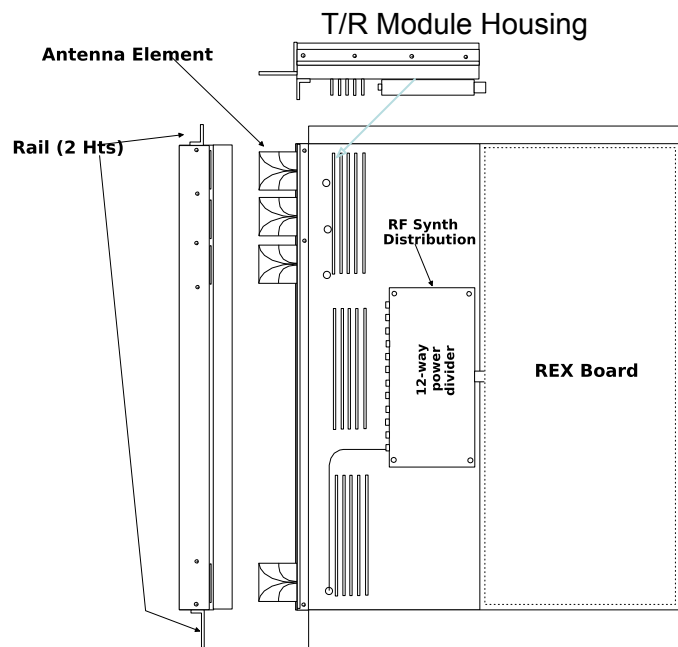 T/R Module Housing
Antenna Element
Rail (2 Hts)
RF Synth
Distribution
12-way
power
divider
REX Board